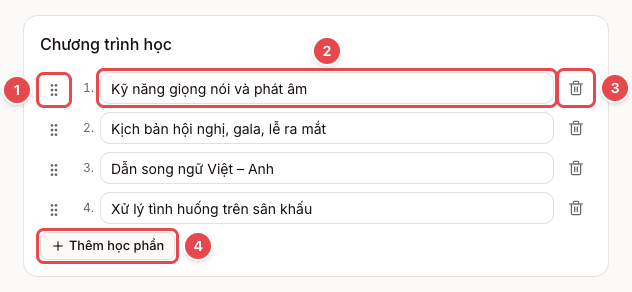 Chương trình học
2
1
1. Kỹ năng giọng nói và phát âm
3
2. Kịch bản hội nghị, gala, lễ ra mắt
3. Dẫn song ngữ Việt – Anh
4. Xử lý tình huống trên sân khấu
+ Thêm học phần
4